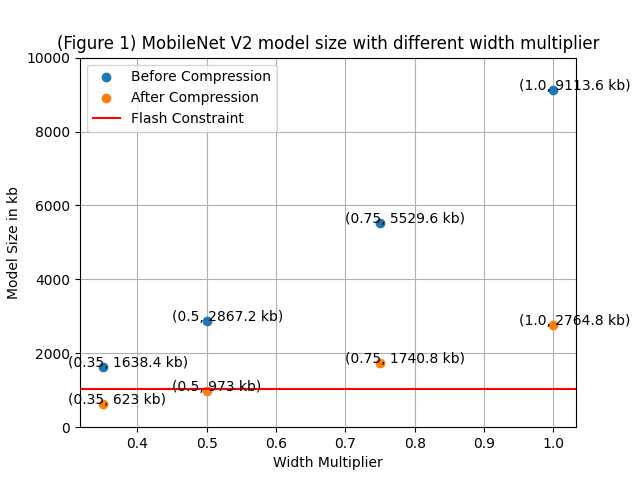 (Figure 1) MobileNet V2 model size with different width multiplier
10000
8000
6000
4000
2000
0
Model Size in kb
Before Compression
After Compression
Flash Constraint
(1.0, 9113.6 kb)
(0.75, 5529.6 kb)
(0.5, 2867.2 kb)
(1.0, 2764.8 kb)
(0.35, 1638.4 kb)
(0.75, 1740.8 kb)
(0.5, 973 kb)
(0.35, 623 kb)
0.4 0.5 0.6 0.7 0.8 0.9 1.0
Width Multiplier